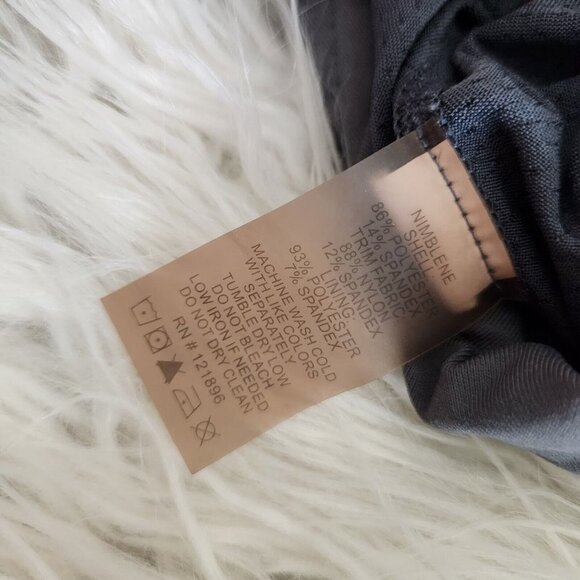 NIMBLENE
SHELL
86% POLYESTER
14% SPANDEX
TRIM FABRIC
88% NYLON
12% SPANDEX
LINING
93% POLYESTER
7% SPANDEX
MACHINE WASH COLD
WITH LIKE COLORS
SEPARATELY
TUMBLE DRY LOW
DO NOT BLEACH
LOW IRON IF NEEDED
DO NOT DRY CLEAN
RN# 121896